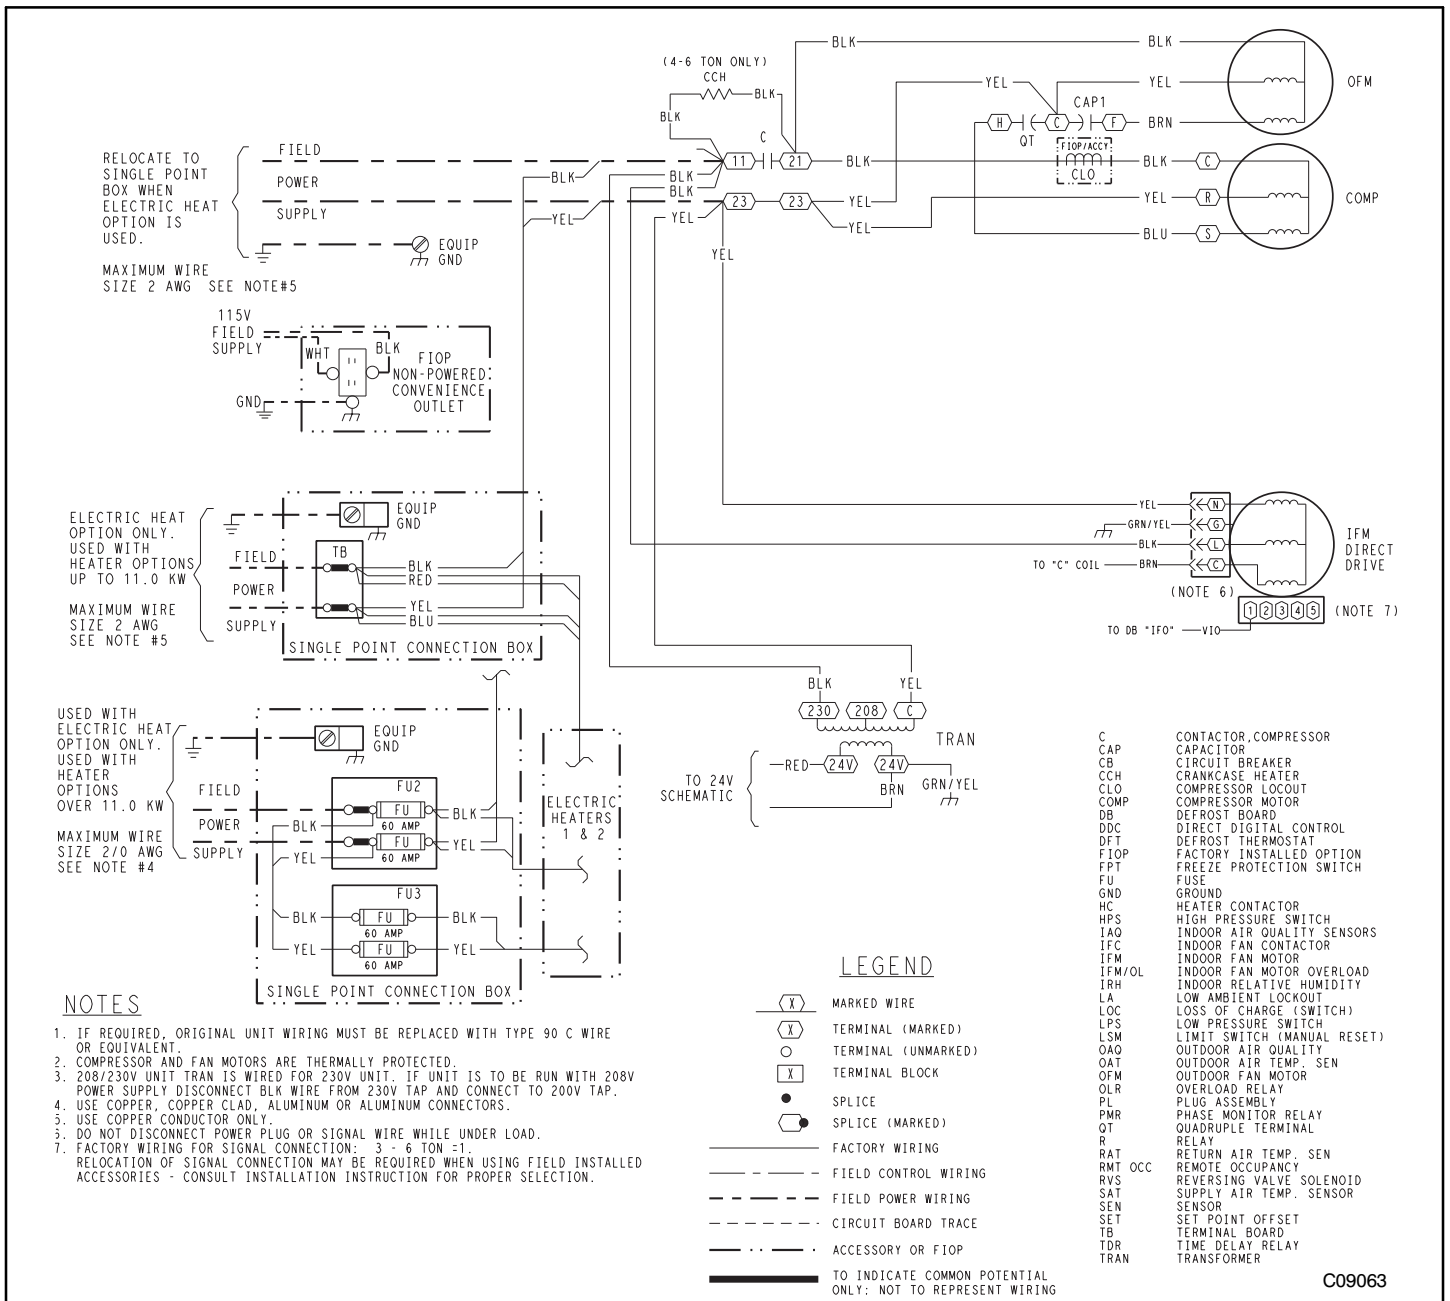 BLK
BLK
(4-6 TON ONLY)
CCH
BLK
YEL
YEL
OFM
CAP1
BLK
H
C
F
BRN
QT
C
FIOP/ACCY
CLO
RELOCATE TO
SINGLE POINT
BOX WHEN
ELECTRIC HEAT
OPTION IS
USED.
MAXIMUM WIRE
SIZE 2 AWG SEE NOTE#5
FIELD
POWER
SUPPLY
EQUIP
GND
BLK
YEL
BLK
BLK
YEL
YEL
11
21
BLK
BLK
C
23
23
YEL
YEL
YEL
R
COMP
BLU
S
115V
FIELD
SUPPLY
WHT
BLK
FIOP
NON-POWERED
CONVENIENCE
OUTLET
GND
ELECTRIC HEAT
OPTION ONLY.
USED WITH
HEATER OPTIONS
UP TO 11.0 KW
MAXIMUM WIRE
SIZE 2 AWG
SEE NOTE #5
FIELD
POWER
SUPPLY
EQUIP
GND
TB
BLK
RED
YEL
BLU
SINGLE POINT CONNECTION BOX
YEL
N
GRN/YEL
G
BLK
L
TO "C" COIL
BRN
C
IFM
DIRECT
DRIVE
(NOTE 6)
1 2 3 4 5
(NOTE 7)
TO DB "IFO"
VIO
USED WITH
ELECTRIC HEAT
OPTION ONLY.
USED WITH
HEATER
OPTIONS
OVER 11.0 KW
MAXIMUM WIRE
SIZE 2/0 AWG
SEE NOTE #4
FIELD
POWER
SUPPLY
EQUIP
GND
FU2
FU
60 AMP
FU
60 AMP
BLK
BLK
YEL
YEL
FU3
BLK
FU
BLK
60 AMP
YEL
FU
YEL
60 AMP
SINGLE POINT CONNECTION BOX
ELECTRIC
HEATERS
1 & 2
BLK
YEL
230
208
C
TRAN
TO 24V
SCHEMATIC
RED
24V
24V
BRN
GRN/YEL
C CONTACTOR,COMPRESSOR
CAP CAPACITOR
CB CIRCUIT BREAKER
CCH CRANKCASE HEATER
CLO COMPRESSOR LOCOUT
COMP COMPRESSOR MOTOR
DB DEFROST BOARD
DDC DIRECT DIGITAL CONTROL
DFT DEFROST THERMOSTAT
FIOP FACTORY INSTALLED OPTION
FPT FREEZE PROTECTION SWITCH
FU FUSE
GND GROUND
HC HEATER CONTACTOR
HPS HIGH PRESSURE SWITCH
IAQ INDOOR AIR QUALITY SENSORS
IFC INDOOR FAN CONTACTOR
IFM INDOOR FAN MOTOR
IFM/OL INDOOR FAN MOTOR OVERLOAD
IRH INDOOR RELATIVE HUMIDITY
LA LOW AMBIENT LOCKOUT
LOC LOSS OF CHARGE (SWITCH)
LPS LOW PRESSURE SWITCH
LSM LIMIT SWITCH (MANUAL RESET)
OAQ OUTDOOR AIR QUALITY
OAT OUTDOOR AIR TEMP. SEN
OFM OUTDOOR FAN MOTOR
OLR OVERLOAD RELAY
PL PLUG ASSEMBLY
PMR PHASE MONITOR RELAY
QT QUADRUPLE TERMINAL
R RELAY
RAT RETURN AIR TEMP. SEN
RMT OCC REMOTE OCCUPANCY
RVS REVERSING VALVE SOLENOID
SAT SUPPLY AIR TEMP. SENSOR
SEN SENSOR
SET SET POINT OFFSET
TB TERMINAL BOARD
TDR TIME DELAY RELAY
TRAN TRANSFORMER
LEGEND
X MARKED WIRE
X TERMINAL (MARKED)
TERMINAL (UNMARKED)
X TERMINAL BLOCK
SPLICE
SPLICE (MARKED)
FACTORY WIRING
FIELD CONTROL WIRING
FIELD POWER WIRING
CIRCUIT BOARD TRACE
ACCESSORY OR FIOP
TO INDICATE COMMON POTENTIAL
ONLY: NOT TO REPRESENT WIRING
NOTES
1. IF REQUIRED, ORIGINAL UNIT WIRING MUST BE REPLACED WITH TYPE 90 C WIRE
OR EQUIVALENT.
2. COMPRESSOR AND FAN MOTORS ARE THERMALLY PROTECTED.
3. 208/230V UNIT TRAN IS WIRED FOR 230V UNIT. IF UNIT IS TO BE RUN WITH 208V
POWER SUPPLY DISCONNECT BLK WIRE FROM 230V TAP AND CONNECT TO 200V TAP.
4. USE COPPER, COPPER CLAD, ALUMINUM OR ALUMINUM CONNECTORS.
5. USE COPPER CONDUCTOR ONLY.
6. DO NOT DISCONNECT POWER PLUG OR SIGNAL WIRE WHILE UNDER LOAD.
7. FACTORY WIRING FOR SIGNAL CONNECTION: 3 - 6 TON =1.
RELOCATION OF SIGNAL CONNECTION MAY BE REQUIRED WHEN USING FIELD INSTALLED
ACCESSORIES - CONSULT INSTALLATION INSTRUCTION FOR PROPER SELECTION.
C09063